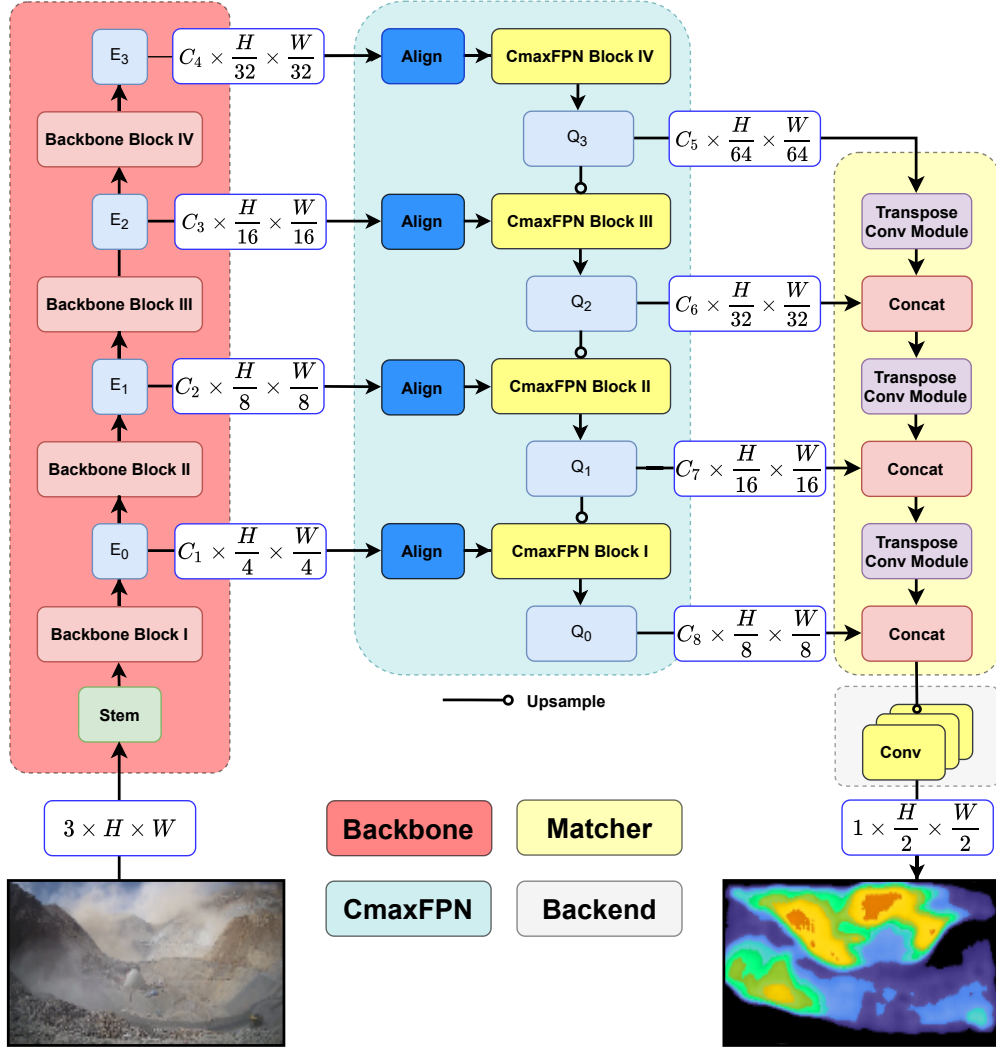 E₃
C₄ × H/32 × W/32
Align
CmaxFPN Block IV
Backbone Block IV
Q₃
C₅ × H/64 × W/64
E₂
C₃ × H/16 × W/16
Align
CmaxFPN Block III
Transpose
Conv Module
Backbone Block III
Q₂
C₆ × H/32 × W/32
Concat
E₁
C₂ × H/8 × W/8
Align
CmaxFPN Block II
Transpose
Conv Module
Backbone Block II
Q₁
C₇ × H/16 × W/16
Concat
E₀
C₁ × H/4 × W/4
Align
CmaxFPN Block I
Transpose
Conv Module
Backbone Block I
Q₀
C₈ × H/8 × W/8
Concat
Stem
Upsample
Conv
3 × H × W
Backbone
Matcher
1 × H/2 × W/2
CmaxFPN
Backend